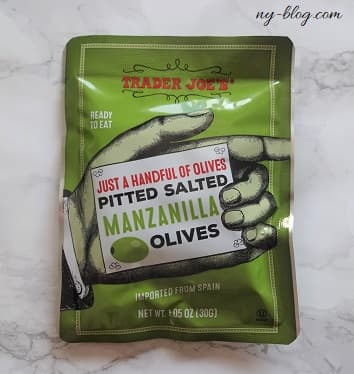 ny-blog.com
TRADER JOE'S
READY
TO EAT
JUST A HANDFUL OF OLIVES
PITTED SALTED
MANZANILLA
OLIVES
IMPORTED FROM SPAIN
NET WT. 1.05 OZ (30G)